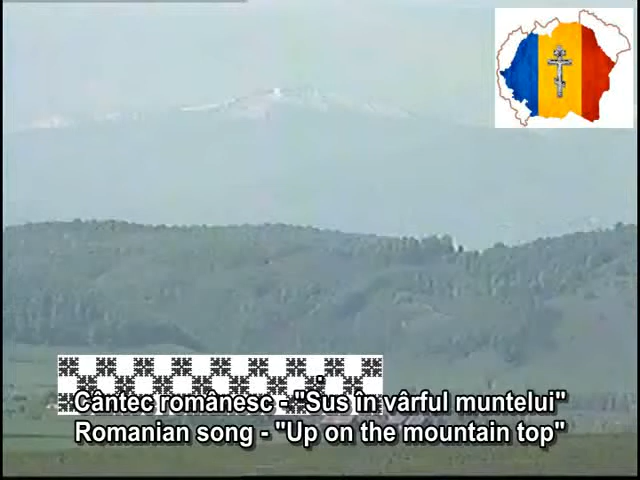 Cântec românesc - "Sus în vârful muntelui"
Romanian song - "Up on the mountain top"